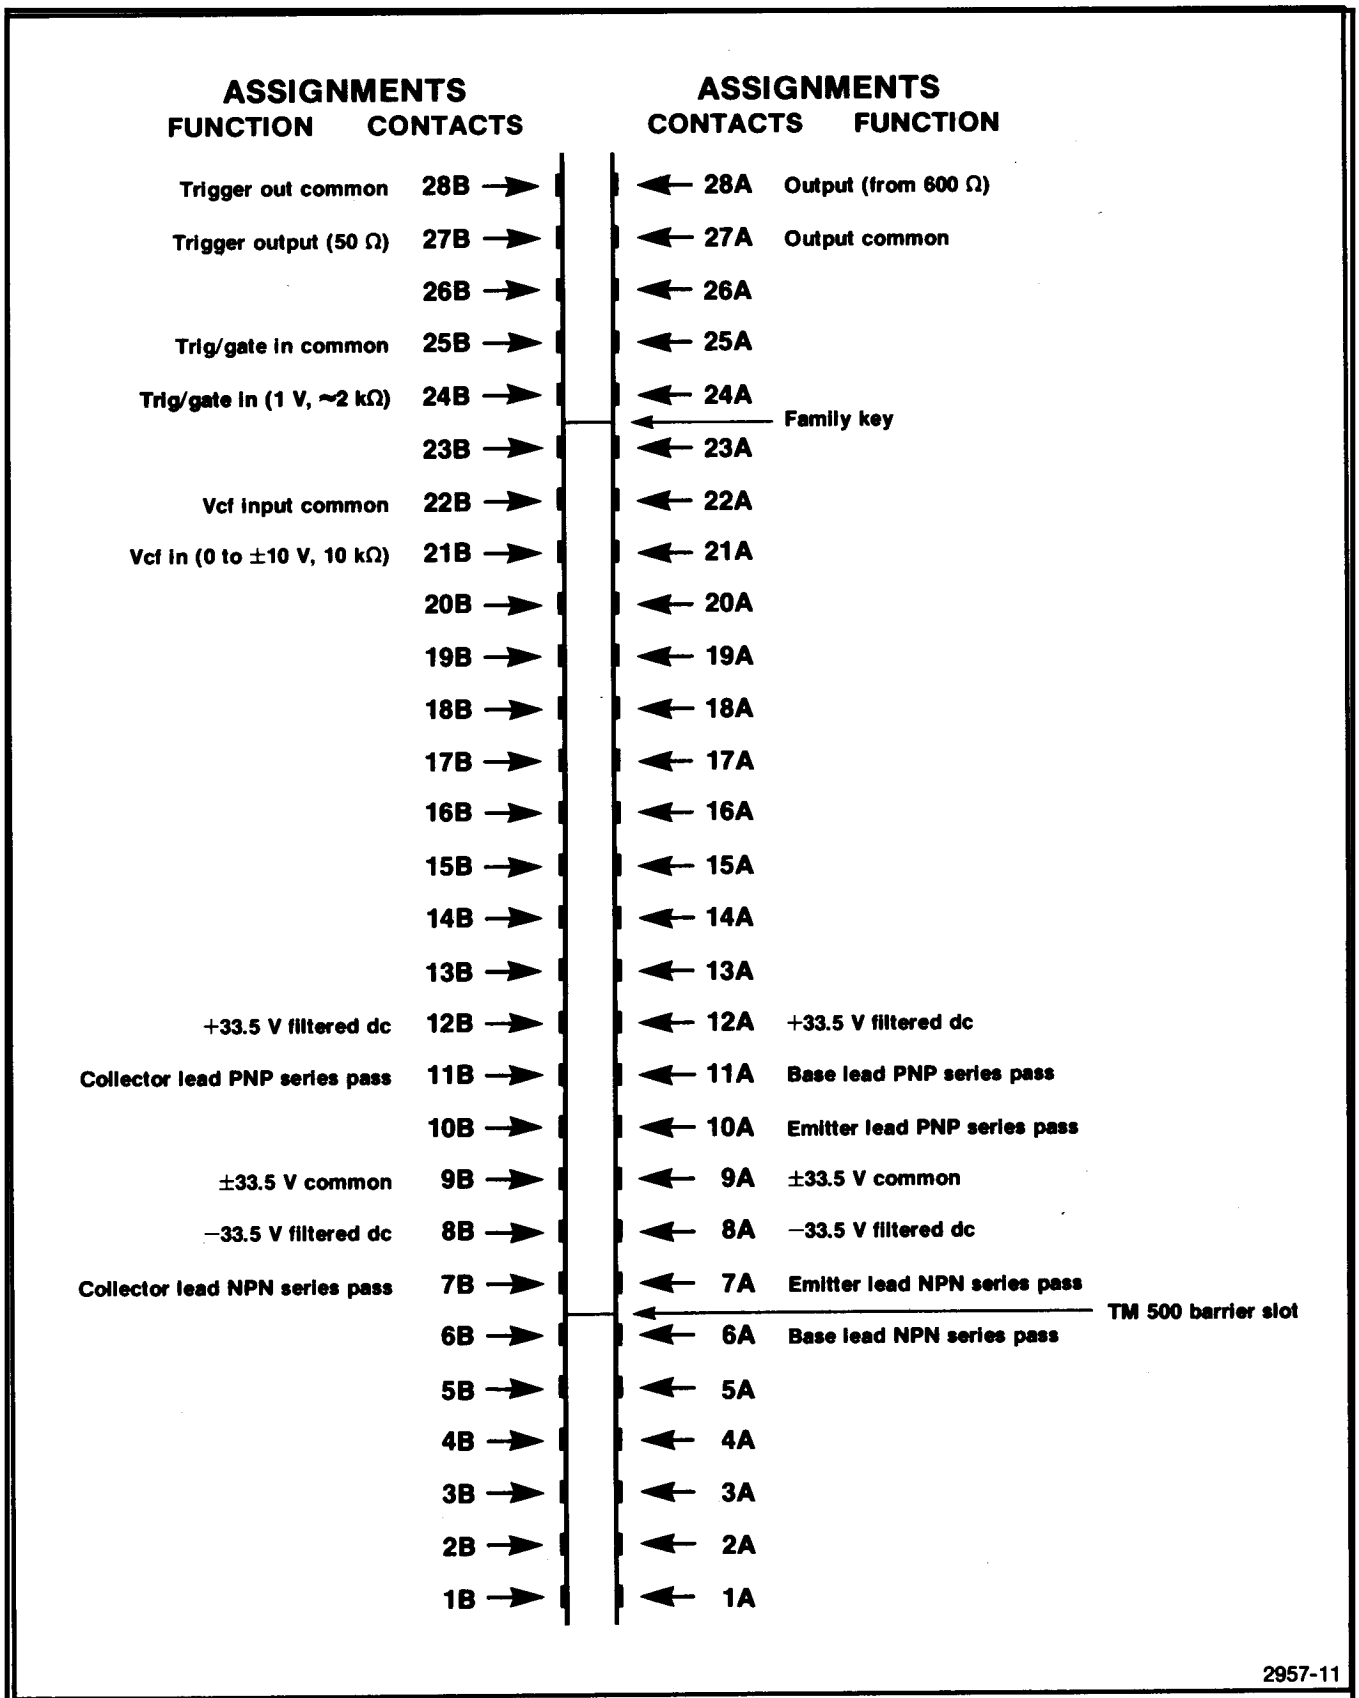 ASSIGNMENTS ASSIGNMENTS
FUNCTION CONTACTS CONTACTS FUNCTION
Trigger out common 28B 28A Output (from 600 Ω)
Trigger output (50 Ω) 27B 27A Output common
26B 26A
Trig/gate in common 25B 25A
Trig/gate in (1 V, ≈2 kΩ) 24B 24A
Family key
23B 23A
Vcf input common 22B 22A
Vcf in (0 to ±10 V, 10 kΩ) 21B 21A
20B 20A
19B 19A
18B 18A
17B 17A
16B 16A
15B 15A
14B 14A
13B 13A
+33.5 V filtered dc 12B 12A +33.5 V filtered dc
Collector lead PNP series pass 11B 11A Base lead PNP series pass
10B 10A Emitter lead PNP series pass
±33.5 V common 9B 9A ±33.5 V common
−33.5 V filtered dc 8B 8A −33.5 V filtered dc
Collector lead NPN series pass 7B 7A Emitter lead NPN series pass
TM 500 barrier slot
6B 6A Base lead NPN series pass
5B 5A
4B 4A
3B 3A
2B 2A
1B 1A
2957-11